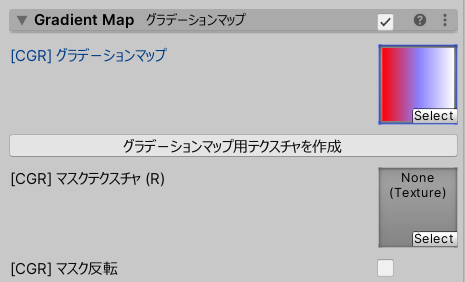 Gradient Map グラデーションマップ
[CGR] グラデーションマップ
Select
グラデーションマップ用テクスチャを作成
[CGR] マスクテクスチャ (R)
None
(Texture)
Select
[CGR] マスク反転